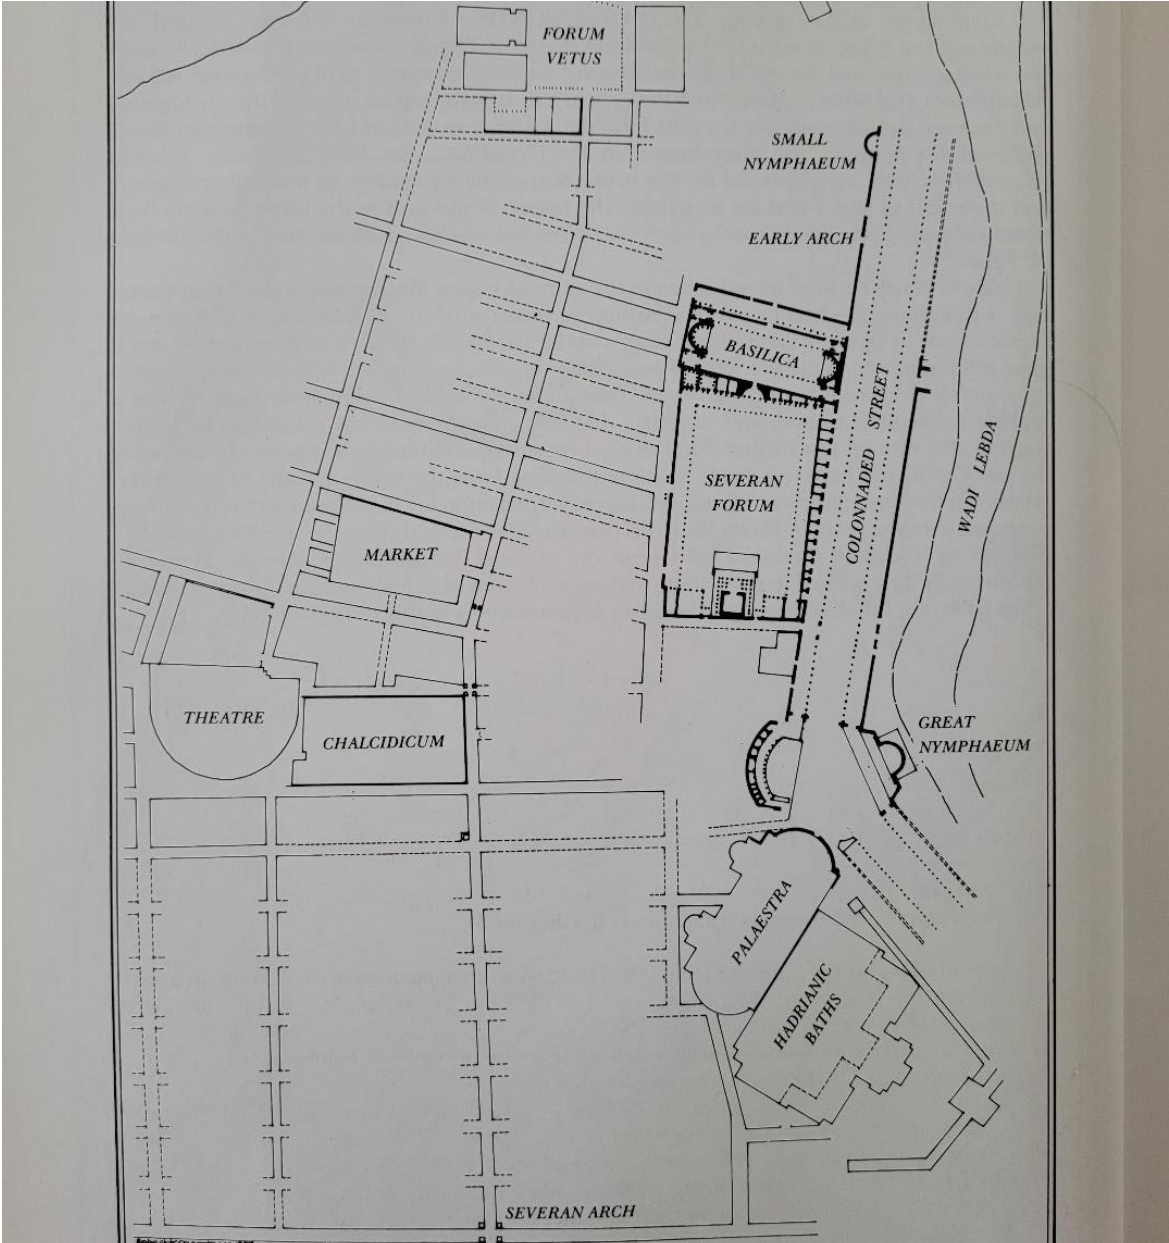 FORUM
VETUS
SMALL
NYMPHAEUM
EARLY ARCH
BASILICA
COLONNADED STREET
WADI LEBDA
SEVERAN
FORUM
MARKET
THEATRE
CHALCIDICUM
GREAT
NYMPHAEUM
PALAESTRA
HADRIANIC
BATHS
SEVERAN ARCH